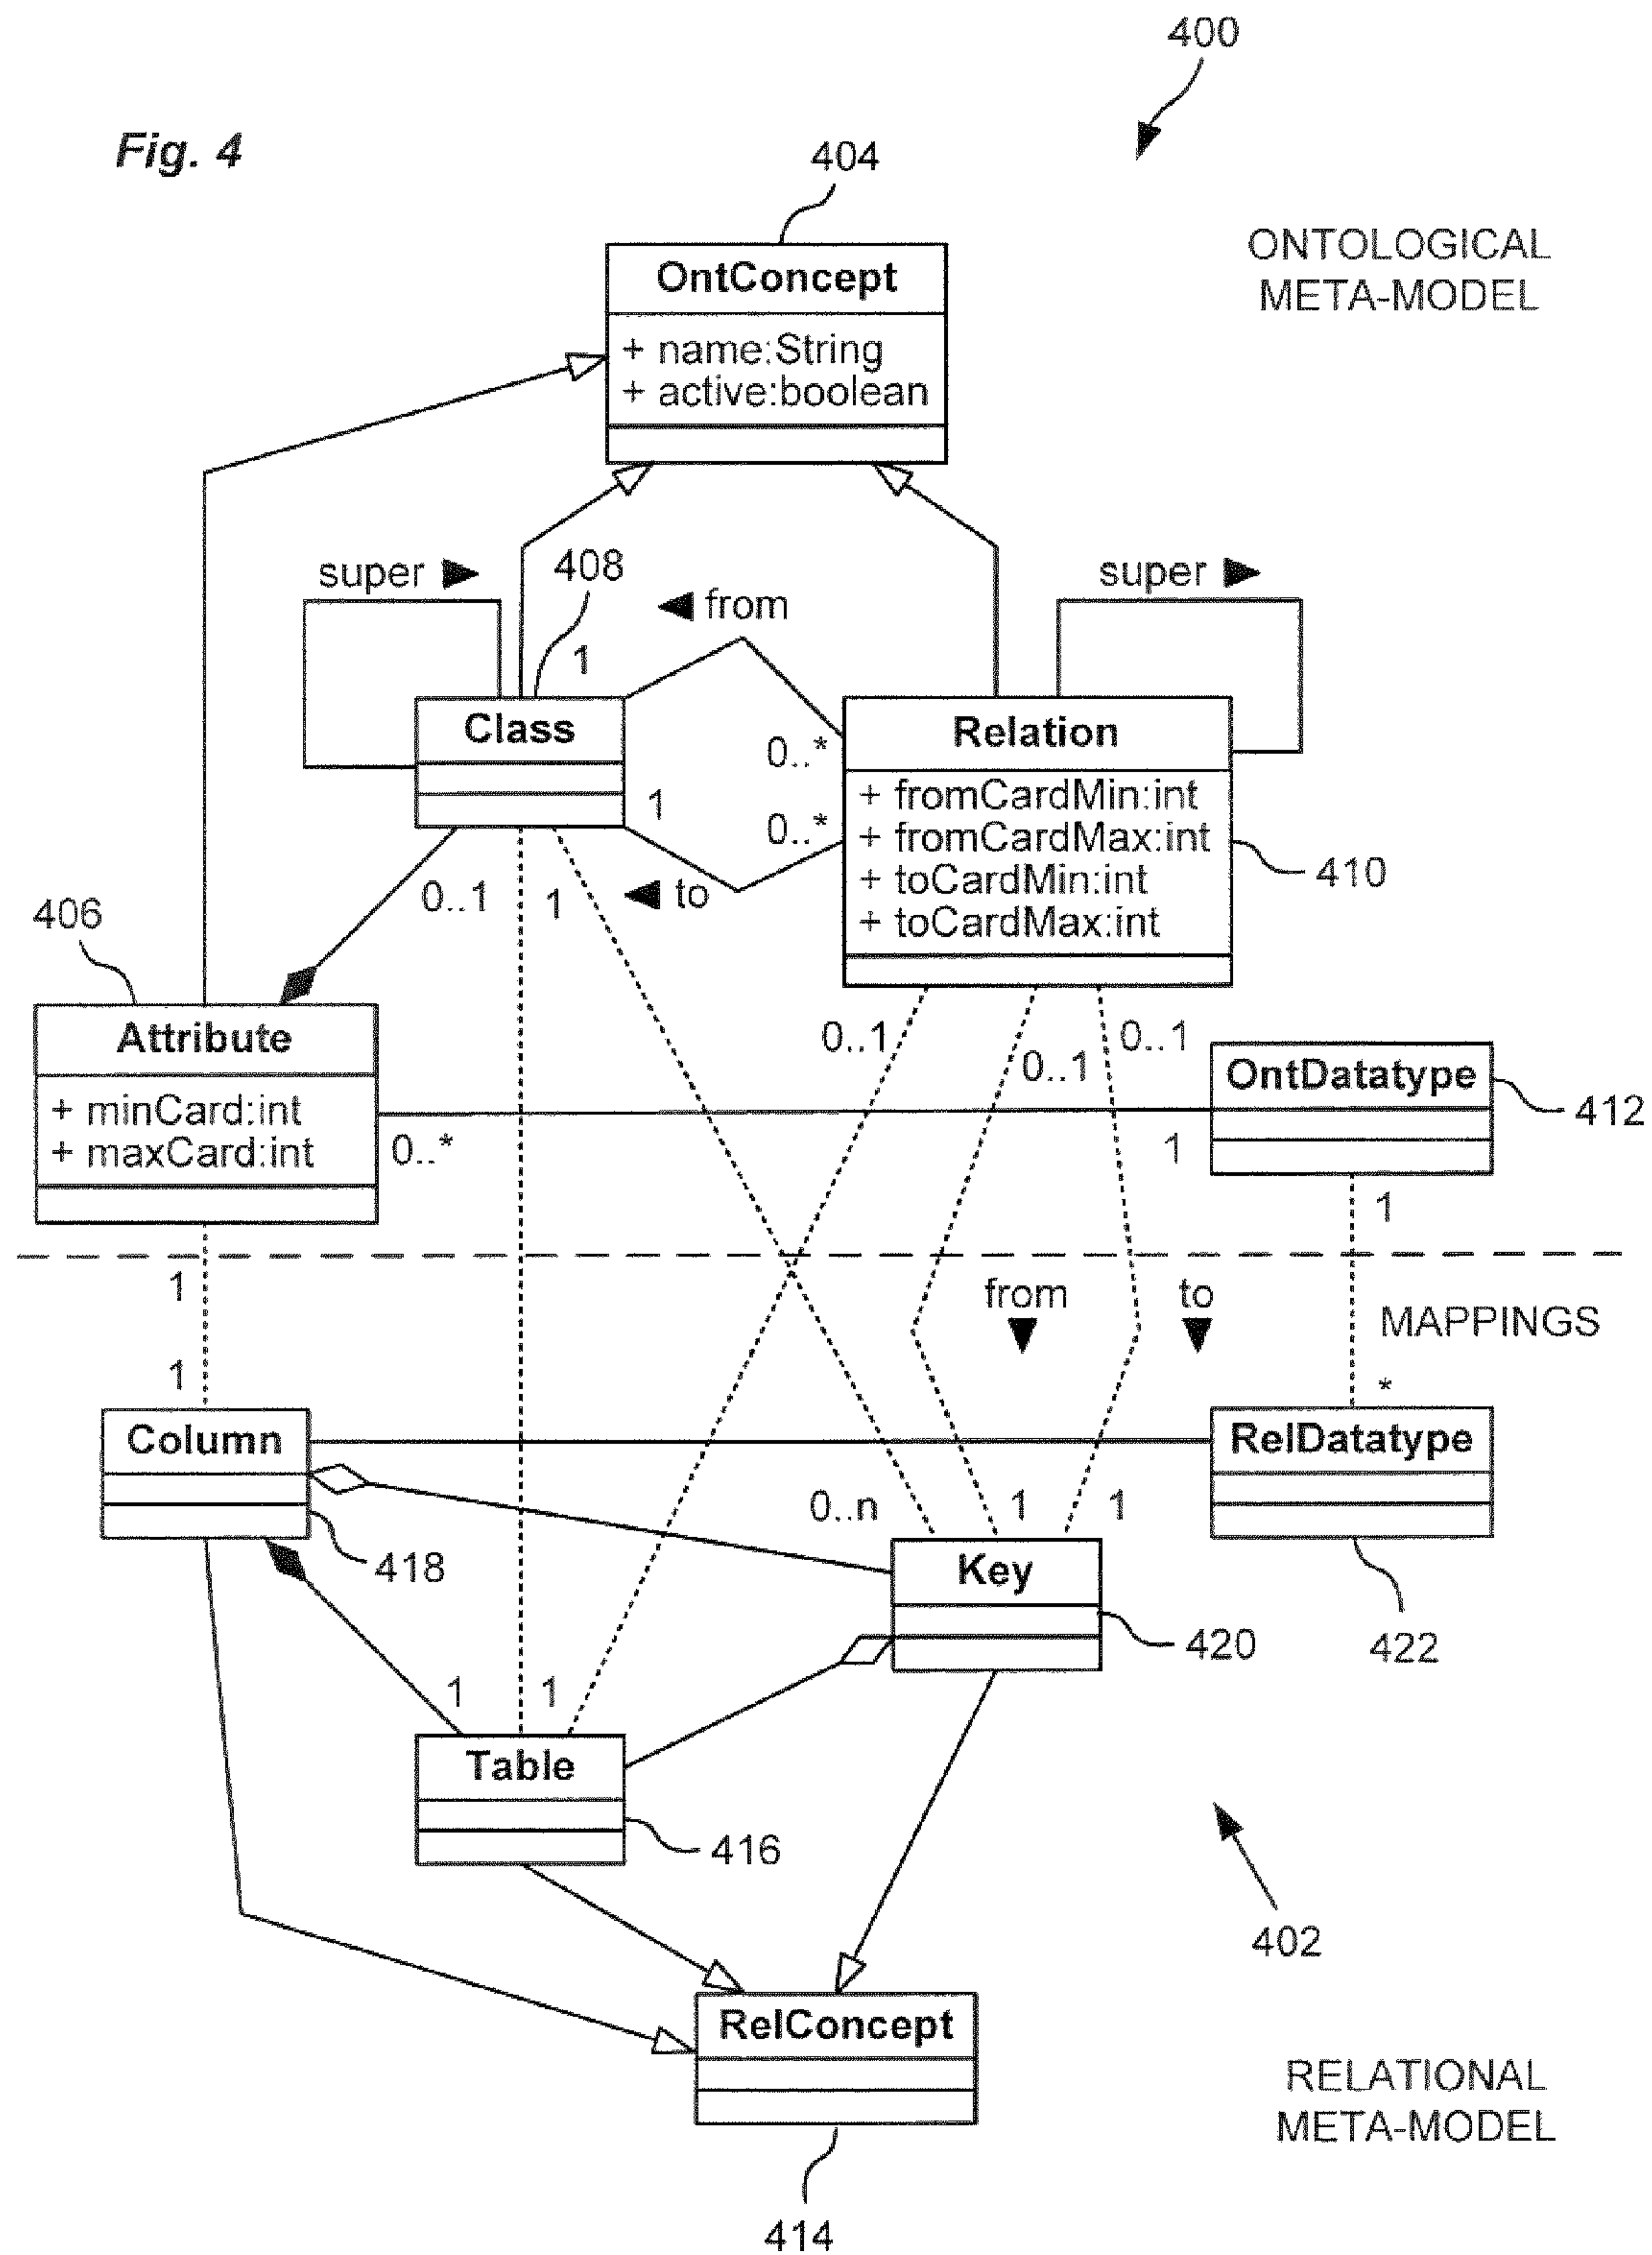 400
Fig. 4
404
ONTOLOGICAL
META-MODEL
OntConcept
+ name:String
+ active:boolean
super ►
408
◄ from
super ►
1
Class
Relation
0..*
+ fromCardMin:int
+ fromCardMax:int
+ toCardMin:int
+ toCardMax:int
1
0..*
410
0..1
1
◄ to
406
Attribute
+ minCard:int
+ maxCard:int
0..1
0..1
0..1
OntDatatype
412
0..*
1
1
1
from
▼
to
▼
MAPPINGS
1
*
Column
RelDatatype
0..n
1
1
418
Key
420
422
1
1
Table
416
402
RelConcept
RELATIONAL
META-MODEL
414